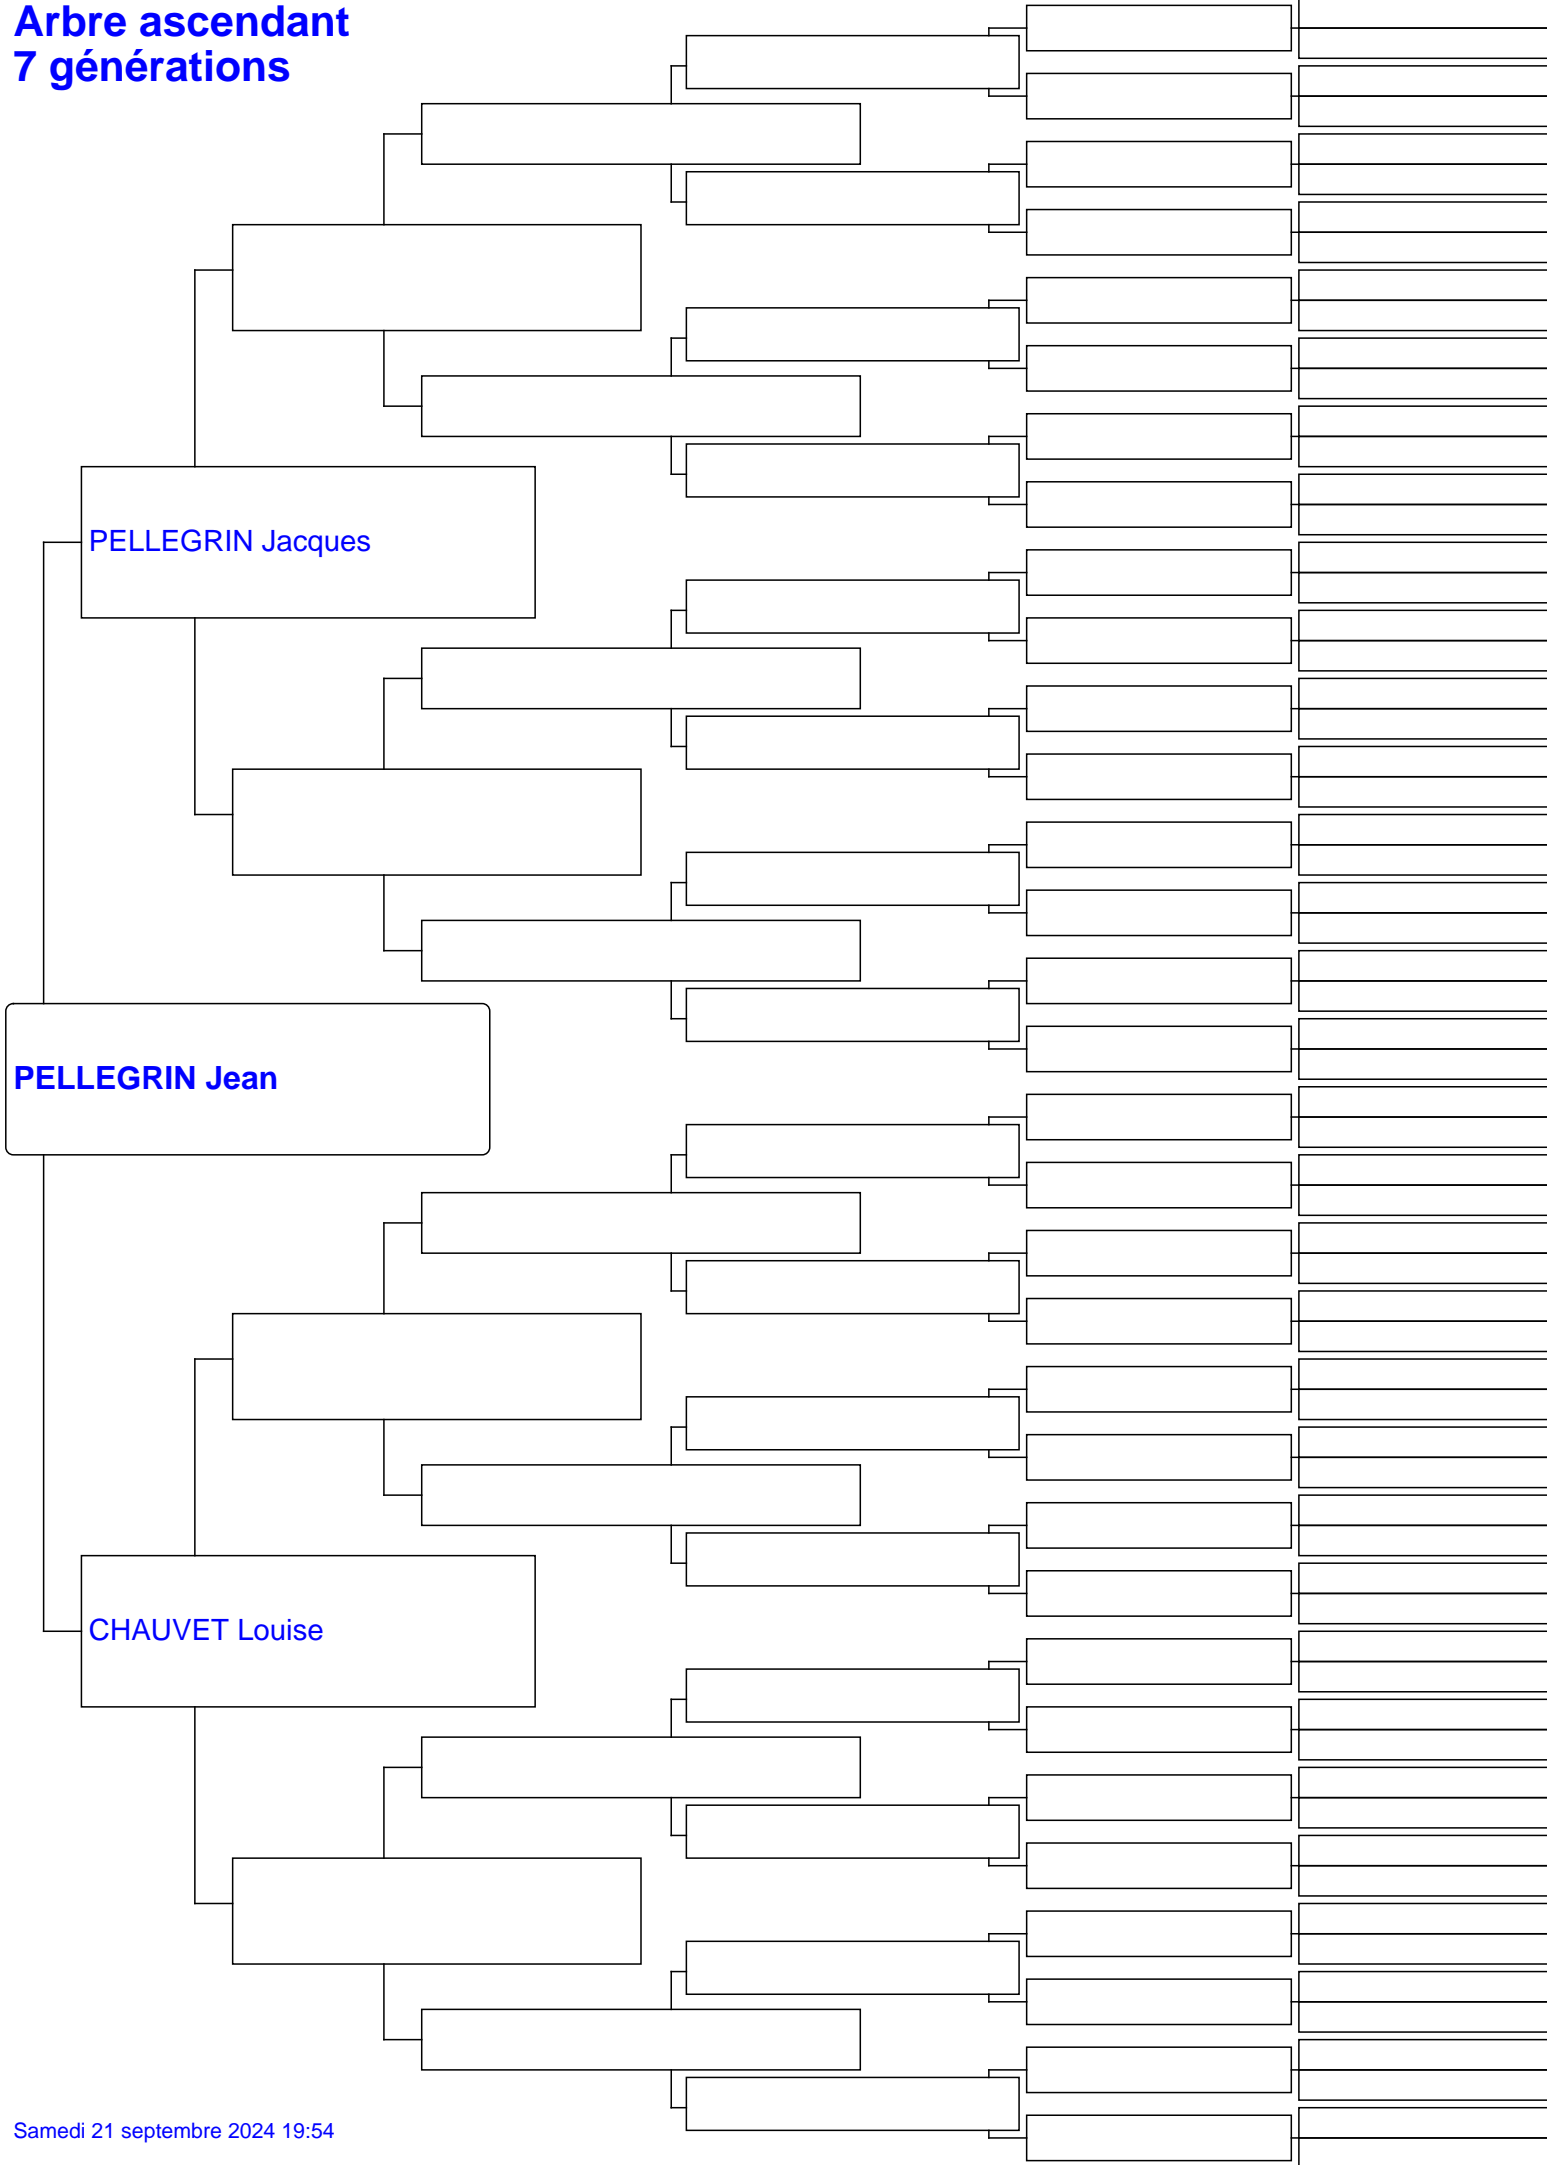 Arbre ascendant
7 générations
PELLEGRIN Jacques
PELLEGRIN Jean
CHAUVET Louise
Samedi 21 septembre 2024 19:54